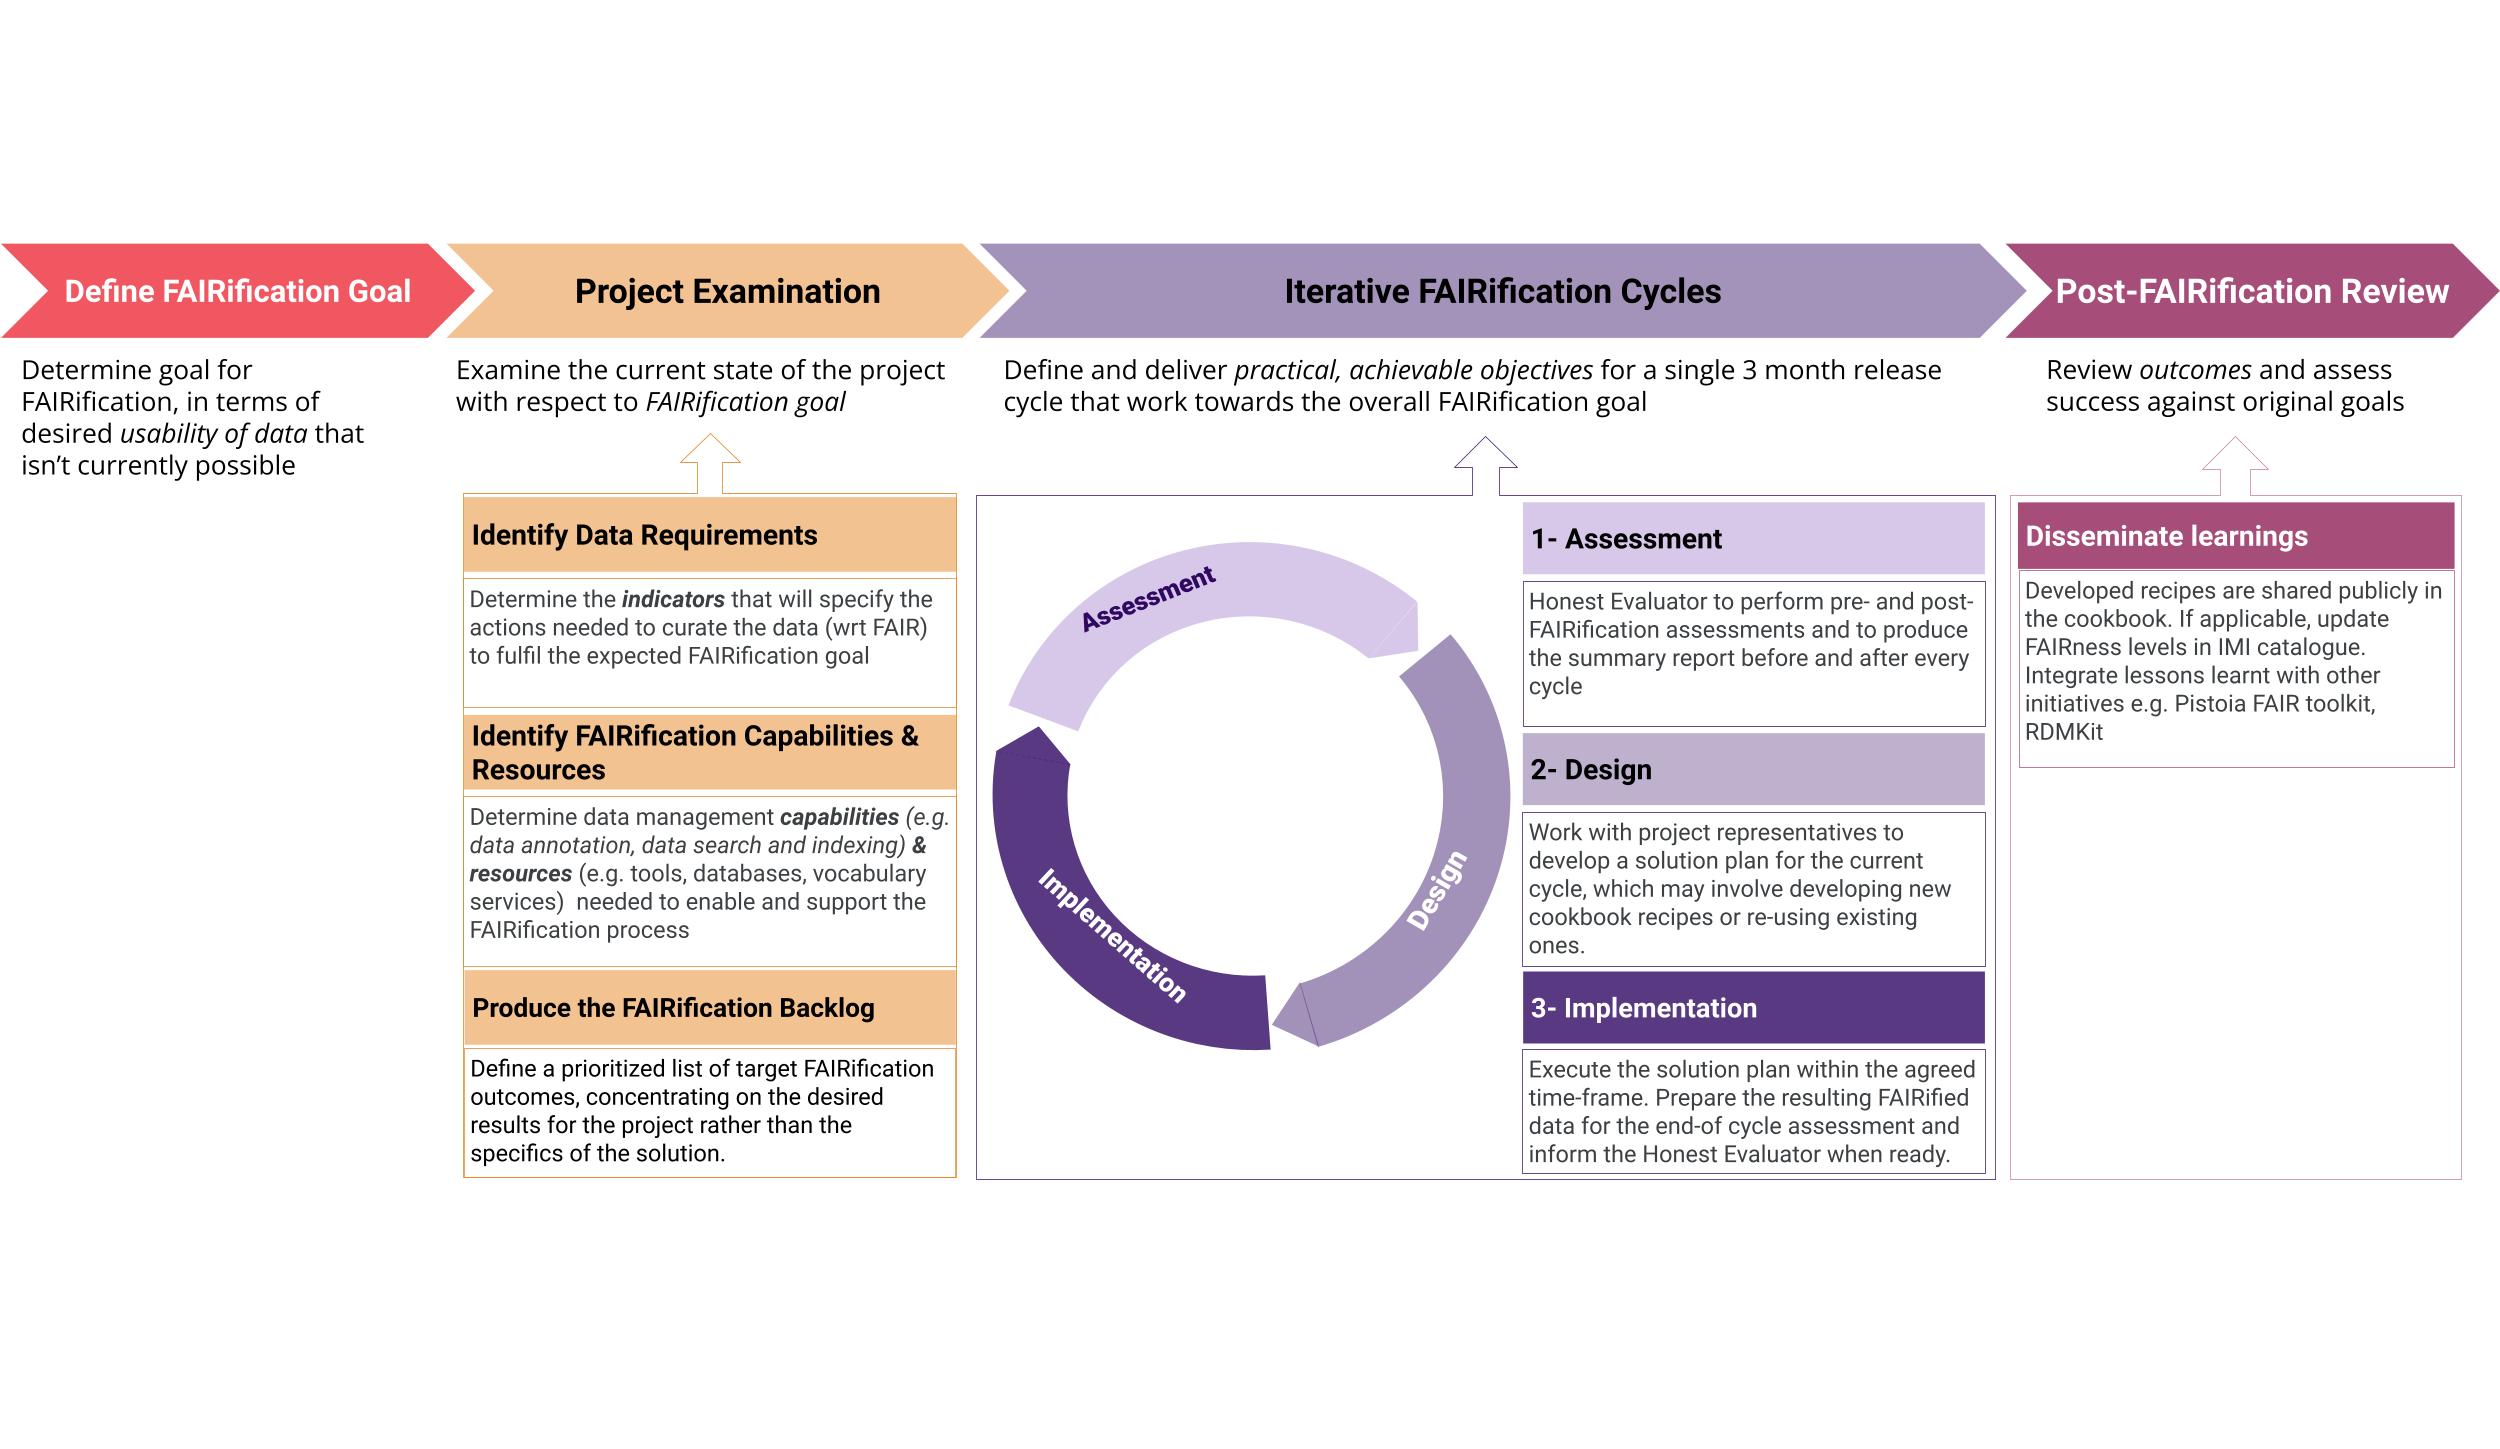 Define FAIRification Goal
Project Examination
Iterative FAIRification Cycles
Post-FAIRification Review
Determine goal for
FAIRification, in terms of
desired usability of data that
isn’t currently possible
Examine the current state of the project
with respect to FAIRification goal
Define and deliver practical, achievable objectives for a single 3 month release
cycle that work towards the overall FAIRification goal
Review outcomes and assess
success against original goals
Identify Data Requirements
Determine the indicators that will specify the
actions needed to curate the data (wrt FAIR)
to fulfil the expected FAIRification goal
Identify FAIRification Capabilities &
Resources
Determine data management capabilities (e.g.
data annotation, data search and indexing) &
resources (e.g. tools, databases, vocabulary
services)  needed to enable and support the
FAIRification process
Produce the FAIRification Backlog
Define a prioritized list of target FAIRification
outcomes, concentrating on the desired
results for the project rather than the
specifics of the solution.
Assessment
Design
Implementation
1- Assessment
Honest Evaluator to perform pre- and post-
FAIRification assessments and to produce
the summary report before and after every
cycle
2- Design
Work with project representatives to
develop a solution plan for the current
cycle, which may involve developing new
cookbook recipes or re-using existing
ones.
3- Implementation
Execute the solution plan within the agreed
time-frame. Prepare the resulting FAIRified
data for the end-of cycle assessment and
inform the Honest Evaluator when ready.
Disseminate learnings
Developed recipes are shared publicly in
the cookbook. If applicable, update
FAIRness levels in IMI catalogue.
Integrate lessons learnt with other
initiatives e.g. Pistoia FAIR toolkit,
RDMKit